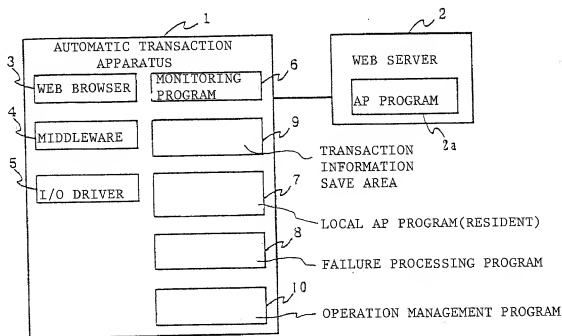 1
AUTOMATIC TRANSACTION
APPARATUS
3
WEB BROWSER
MONITORING
PROGRAM
6
2
WEB SERVER
AP PROGRAM
2a
4
MIDDLEWARE
9
TRANSACTION
INFORMATION
SAVE AREA
5
I/O DRIVER
7
LOCAL AP PROGRAM(RESIDENT)
8
FAILURE PROCESSING PROGRAM
10
OPERATION MANAGEMENT PROGRAM